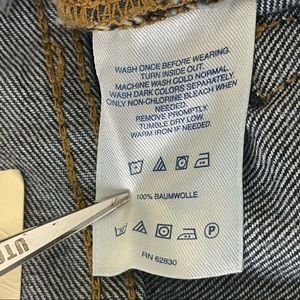 WASH ONCE BEFORE WEARING.
TURN INSIDE OUT.
MACHINE WASH COLD NORMAL.
WASH DARK COLORS SEPARATELY.
ONLY NON-CHLORINE BLEACH WHEN
NEEDED.
REMOVE PROMPTLY.
TUMBLE DRY LOW.
WARM IRON IF NEEDED.
100% BAUMWOLLE
RN 62830